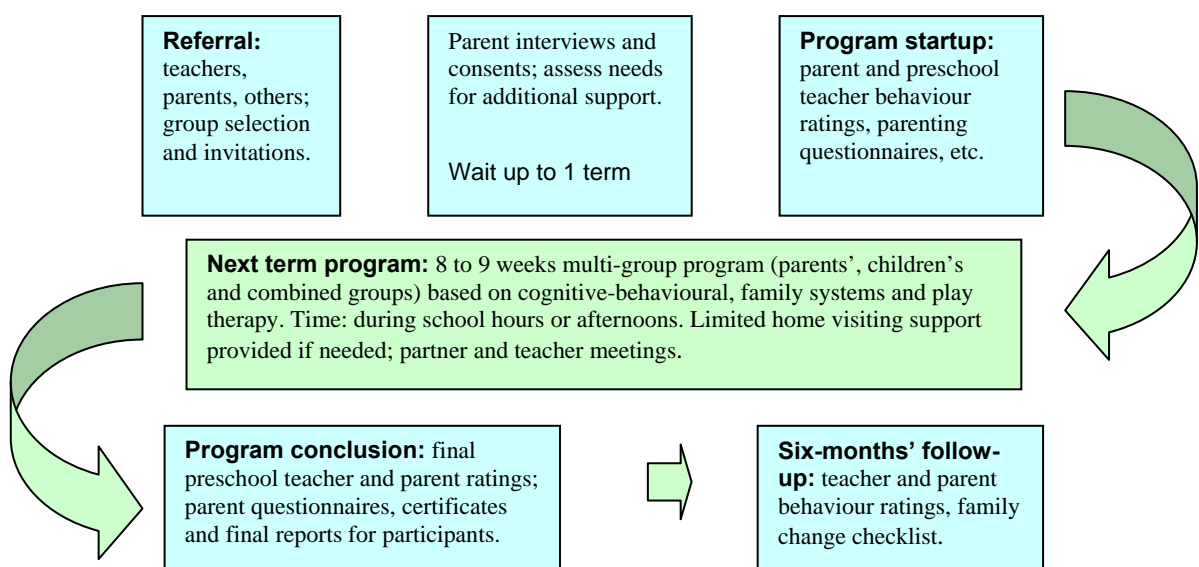 Referral:
teachers,
parents, others;
group selection
and invitations.
Parent interviews and
consents; assess needs
for additional support.
Wait up to 1 term
Program startup:
parent and preschool
teacher behaviour
ratings, parenting
questionnaires, etc.
Next term program: 8 to 9 weeks multi-group program (parents’, children’s
and combined groups) based on cognitive-behavioural, family systems and play
therapy. Time: during school hours or afternoons. Limited home visiting support
provided if needed; partner and teacher meetings.
Program conclusion: final
preschool teacher and parent ratings;
parent questionnaires, certificates
and final reports for participants.
Six-months’ follow-
up: teacher and parent
behaviour ratings, family
change checklist.